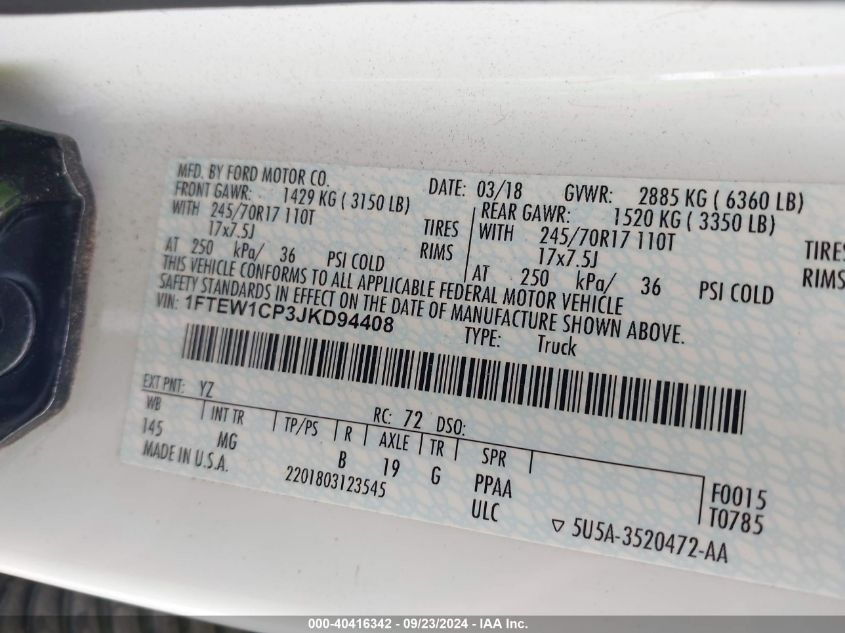 MFD. BY FORD MOTOR CO. DATE: 03/18 GVWR: 2885 KG ( 6360 LB)
FRONT GAWR: 1429 KG ( 3150 LB) REAR GAWR: 1520 KG ( 3350 LB)
WITH 245/70R17 110T TIRES WITH 245/70R17 110T TIRES
17x7.5J RIMS 17x7.5J RIMS
AT 250 kPa/ 36 PSI COLD AT 250 kPa/ 36 PSI COLD
THIS VEHICLE CONFORMS TO ALL APPLICABLE FEDERAL MOTOR VEHICLE
SAFETY STANDARDS IN EFFECT ON THE DATE OF MANUFACTURE SHOWN ABOVE.
VIN: 1FTEW1CP3JKD94408 TYPE: Truck
EXT PNT: YZ RC: 72 DSO:
WB INT TR TP/PS R AXLE TR SPR
145 MG B 19 G PPAA F0015
MADE IN U.S.A. 2201803123545 ULC T0785
5U5A-3520472-AA
000-40416342 - 09/23/2024 - IAA Inc.